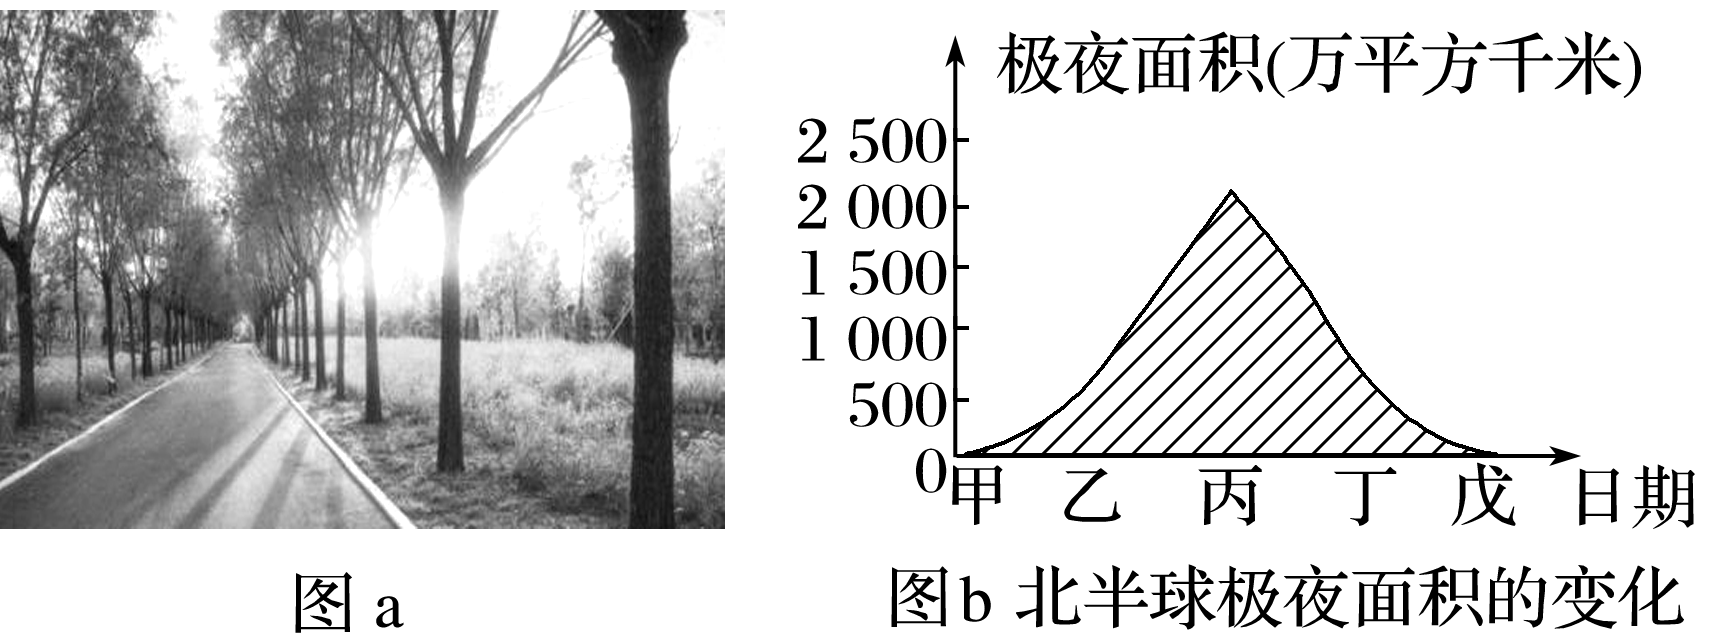 极夜面积(万平方千米)
2 500
2 000
1 500
1 000
500
0
甲 乙 丙 丁 戊 日期
图 a
图b 北半球极夜面积的变化